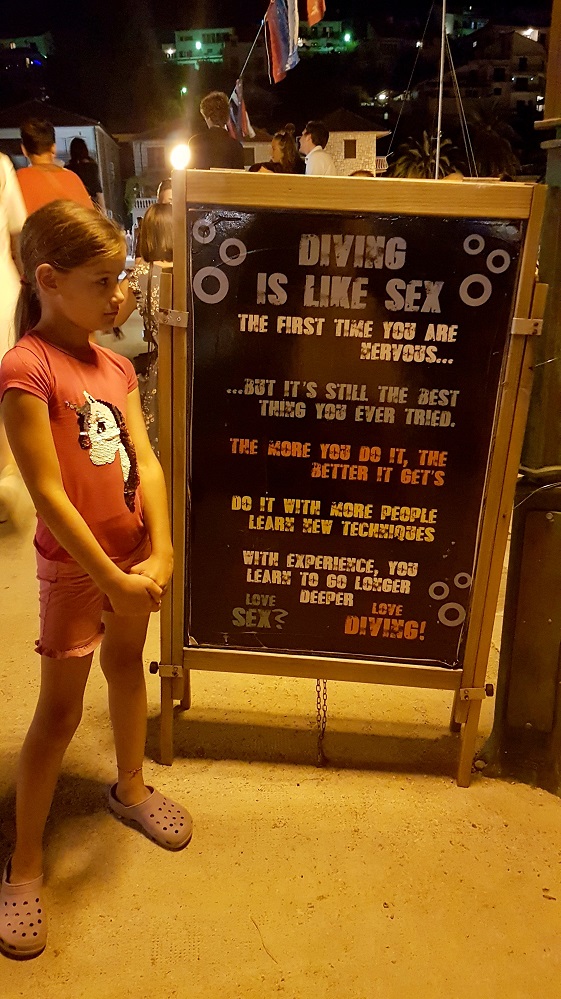 DIVING
IS LIKE SEX
THE FIRST TIME YOU ARE
NERVOUS...
...BUT IT'S STILL THE BEST
THING YOU EVER TRIED.
THE MORE YOU DO IT, THE
BETTER IT GET'S
DO IT WITH MORE PEOPLE
LEARN NEW TECHNIQUES
WITH EXPERIENCE, YOU
LEARN TO GO LONGER
DEEPER
LOVE
SEX?
LOVE
DIVING!